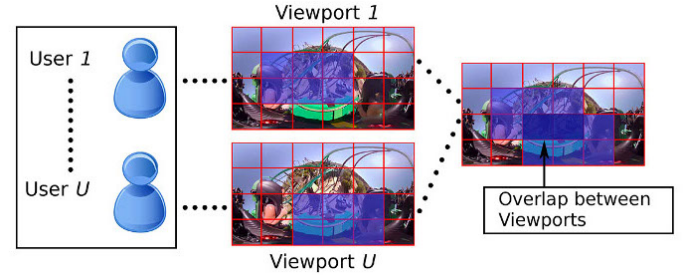 Viewport 1
User 1
User U
Viewport U
Overlap between
Viewports